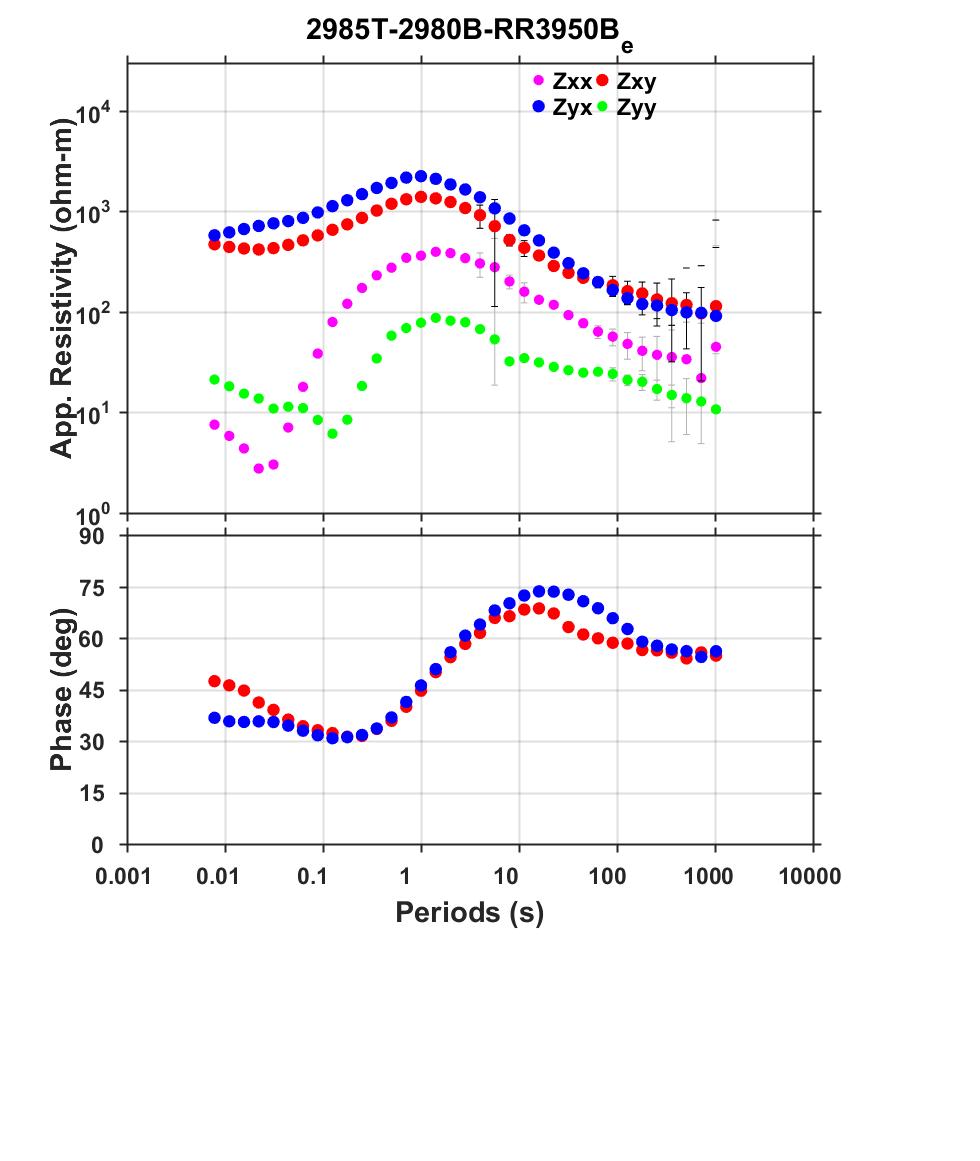 2985T-2980B-RR3950Be
Zxx Zxy
Zyx Zyy
App. Resistivity (ohm-m)
10^4
10^3
10^2
10^1
10^0
Phase (deg)
90
75
60
45
30
15
0
0.001 0.01 0.1 1 10 100 1000 10000
Periods (s)